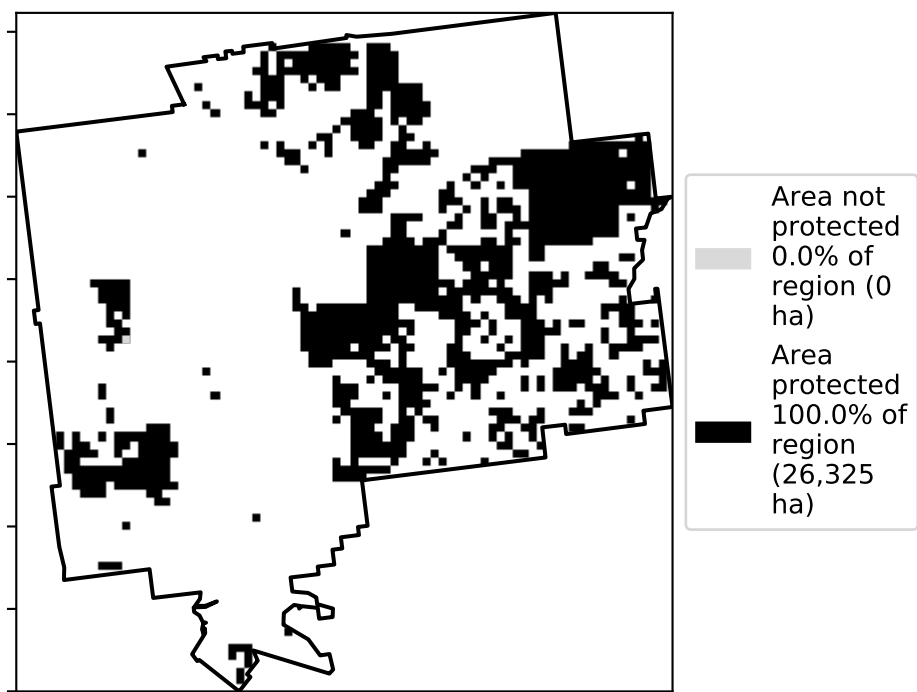 Area not
protected
0.0% of
region (0
ha)
Area
protected
100.0% of
region
(26,325
ha)